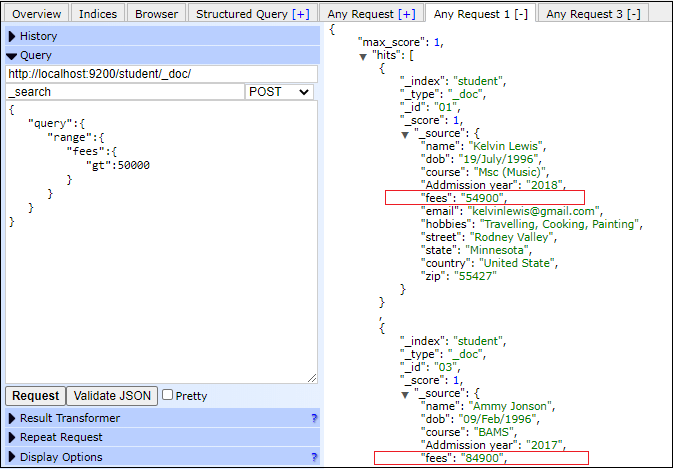 Overview Indices Browser Structured Query [+] Any Request [+] Any Request 1 [-] Any Request 3 [-]
History
Query
http://localhost:9200/student/_doc/
_search POST
{
"query":{
"range":{
"fees":{
"gt":50000
}
}
}
}
Request Validate JSON Pretty
Result Transformer ?
Repeat Request
Display Options ?
{
"max_score": 1,
"hits": [
{
"_index": "student",
"_type": "_doc",
"_id": "01",
"_score": 1,
"_source": {
"name": "Kelvin Lewis",
"dob": "19/July/1996",
"course": "Msc (Music)",
"Addmission year": "2018",
"fees": "54900",
"email": "kelvinlewis@gmail.com",
"hobbies": "Travelling, Cooking, Painting",
"street": "Rodney Valley",
"state": "Minnesota",
"country": "United State",
"zip": "55427"
}
}
,
{
"_index": "student",
"_type": "_doc",
"_id": "03",
"_score": 1,
"_source": {
"name": "Ammy Jonson",
"dob": "09/Feb/1996",
"course": "BAMS",
"Addmission year": "2017",
"fees": "84900",